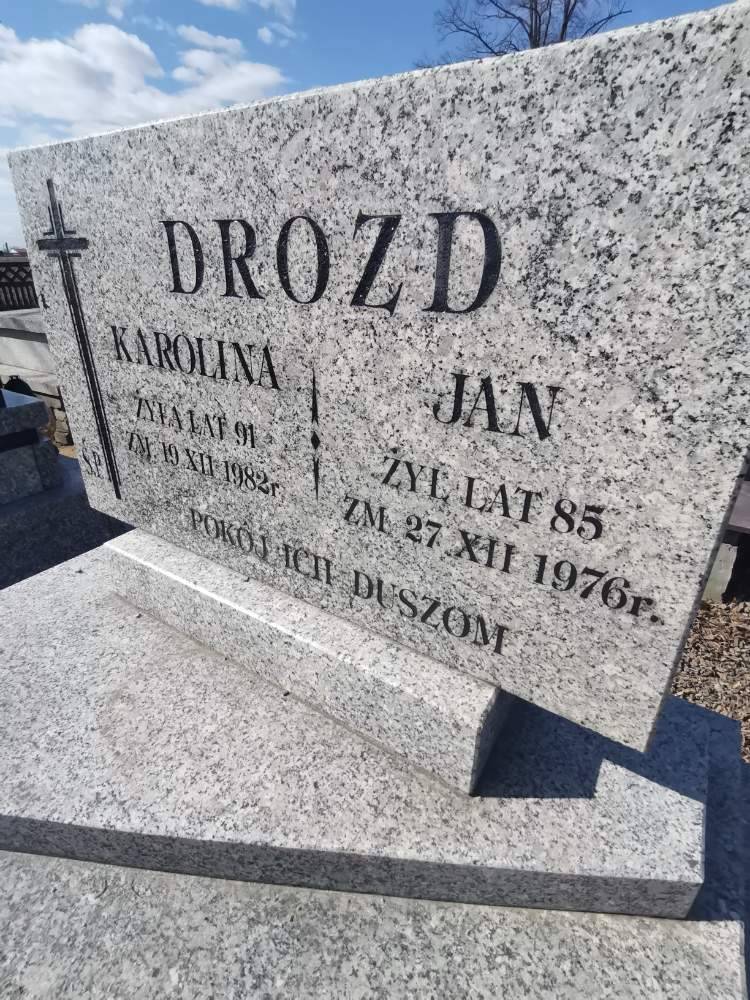 DROZD
KAROLINA
ŻYŁA LAT 91
ZM. 19 XII 1982r.
JAN
ŻYŁ LAT 85
ZM. 27 XII 1976r.
Ś.P.
POKÓJ ICH DUSZOM